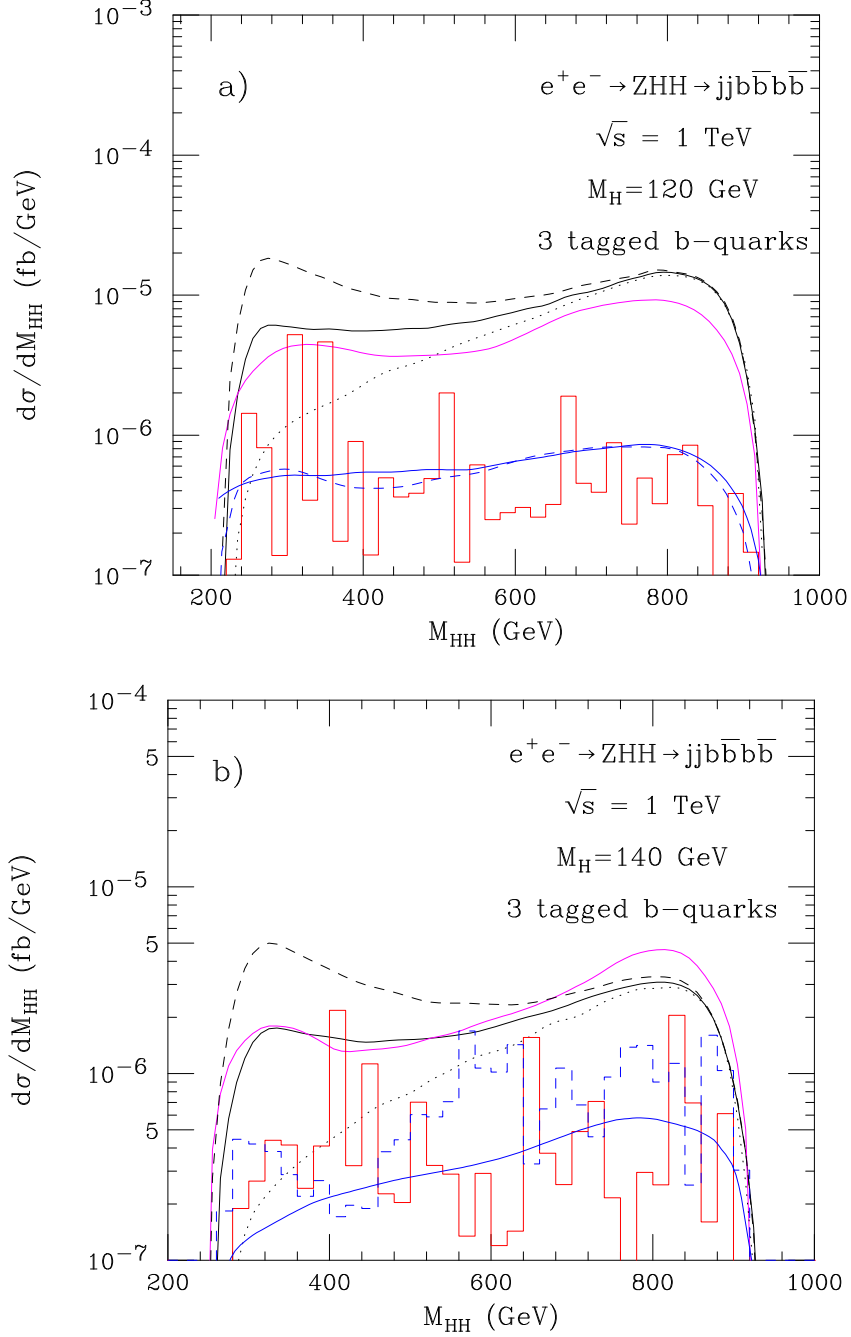 10⁻³
a)
e⁺e⁻→ZHH→jjbb̅bb̅
√s = 1 TeV
10⁻⁴
M_H=120 GeV
3 tagged b−quarks
dσ/dM_HH (fb/GeV)
10⁻⁵
10⁻⁶
10⁻⁷
200 400 600 800 1000
M_HH (GeV)
10⁻⁴
5
e⁺e⁻→ZHH→jjbb̅bb̅
b)
√s = 1 TeV
M_H=140 GeV
10⁻⁵
3 tagged b−quarks
5
dσ/dM_HH (fb/GeV)
10⁻⁶
5
10⁻⁷
200 400 600 800 1000
M_HH (GeV)